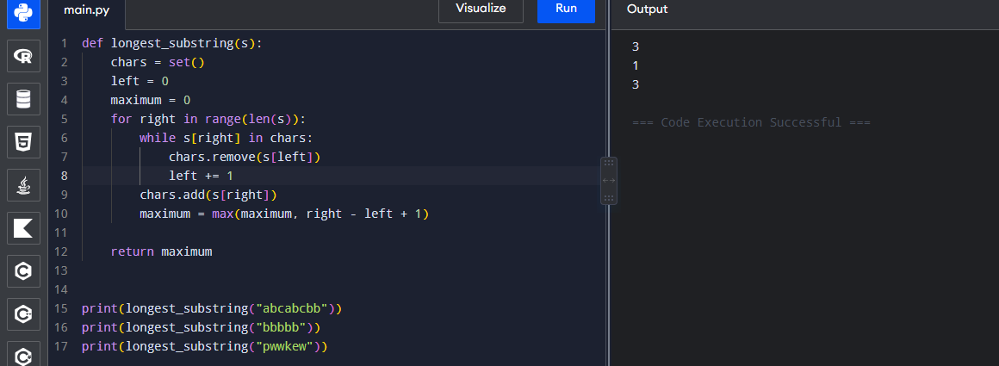 main.py
Visualize
Run
Output
1 def longest_substring(s):
2     chars = set()
3     left = 0
4     maximum = 0
5     for right in range(len(s)):
6         while s[right] in chars:
7             chars.remove(s[left])
8             left += 1
9         chars.add(s[right])
10         maximum = max(maximum, right - left + 1)
11
12     return maximum
13
14
15 print(longest_substring("abcabcbb"))
16 print(longest_substring("bbbbb"))
17 print(longest_substring("pwwkew"))
3
1
3
=== Code Execution Successful ===